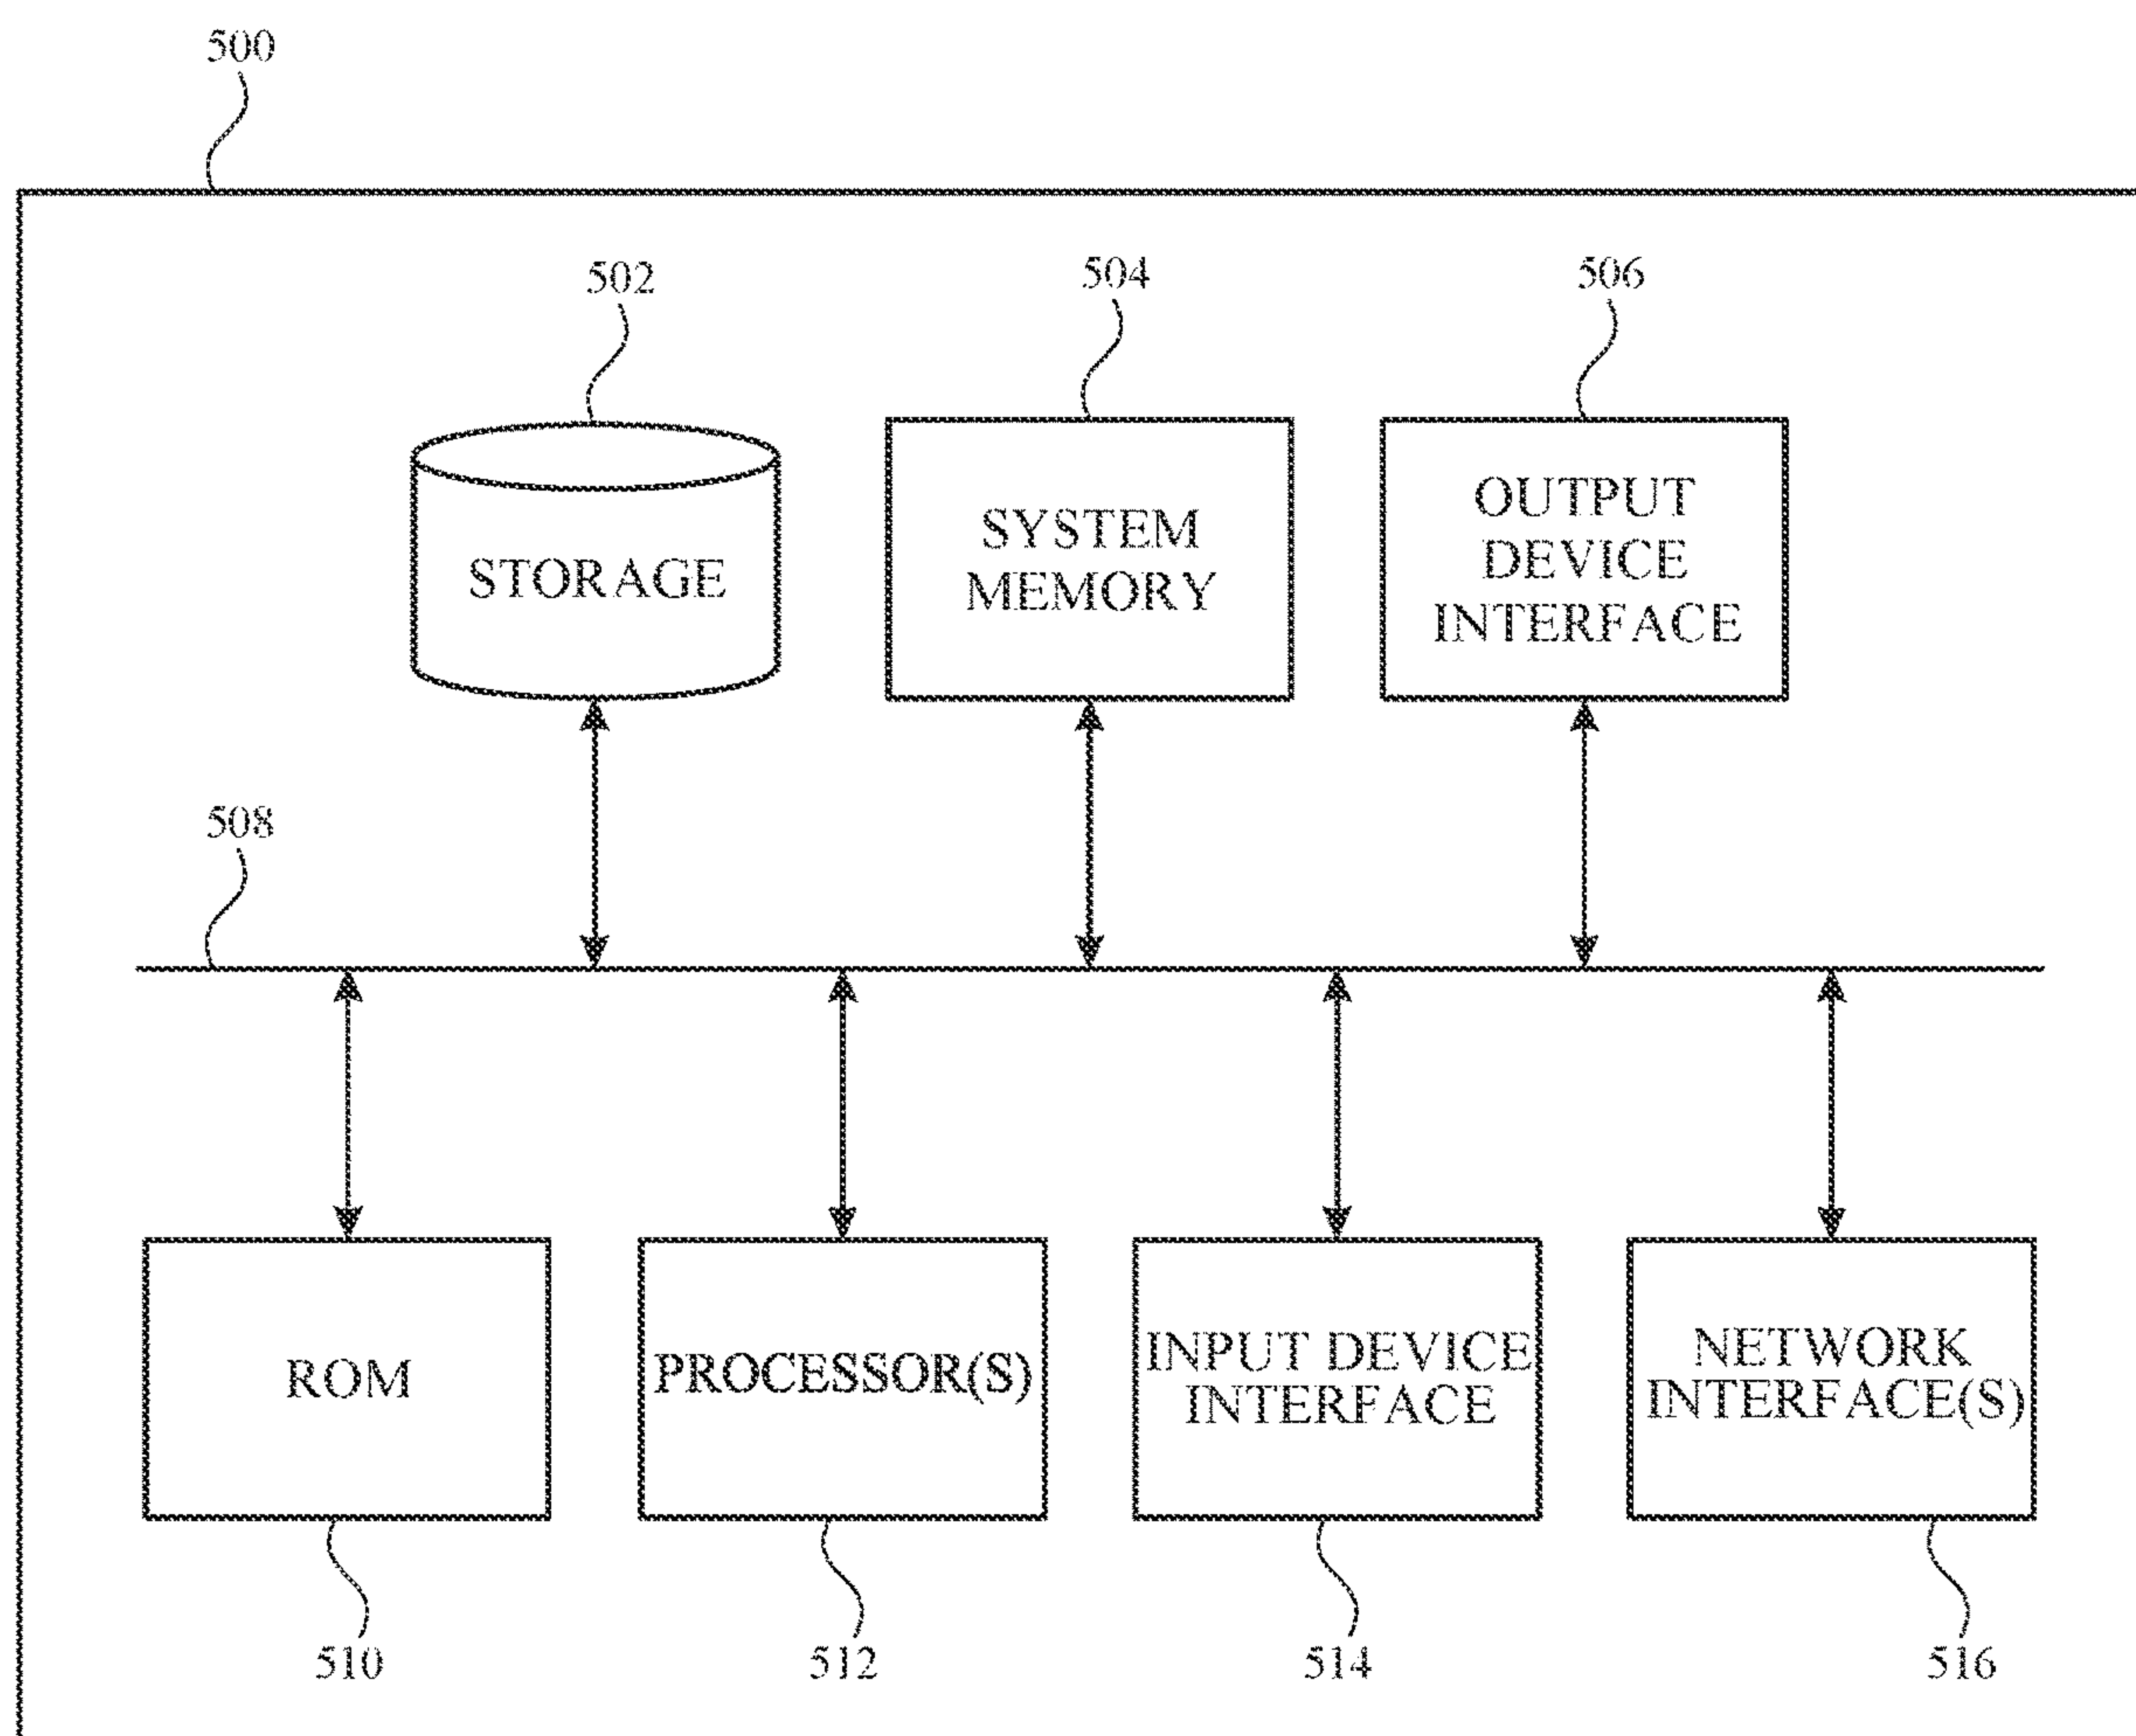 500
502
504
506
STORAGE
SYSTEM
MEMORY
OUTPUT
DEVICE
INTERFACE
508
ROM
PROCESSOR(S)
INPUT DEVICE
INTERFACE
NETWORK
INTERFACE(S)
510
512
514
516